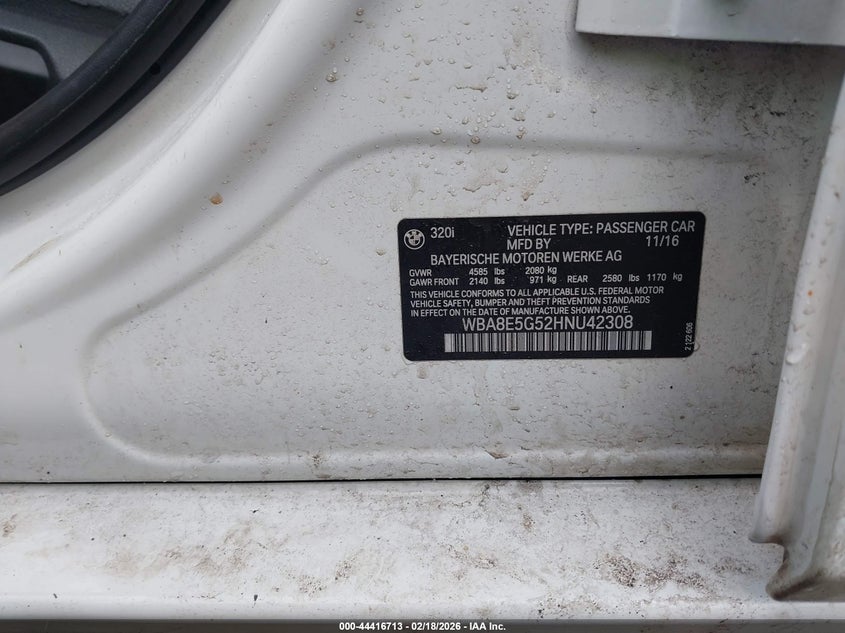 320i VEHICLE TYPE: PASSENGER CAR
MFD BY 11/16
BAYERISCHE MOTOREN WERKE AG
GVWR 4585 lbs 2080 kg
GAWR FRONT 2140 lbs 971 kg REAR 2580 lbs 1170 kg
THIS VEHICLE CONFORMS TO ALL APPLICABLE U.S. FEDERAL MOTOR
VEHICLE SAFETY, BUMPER AND THEFT PREVENTION STANDARDS
IN EFFECT ON THE DATE OF MANUFACTURE SHOWN ABOVE.
WBA8E5G52HNU42308
2 122 606
000-44416713 - 02/18/2026 - IAA Inc.